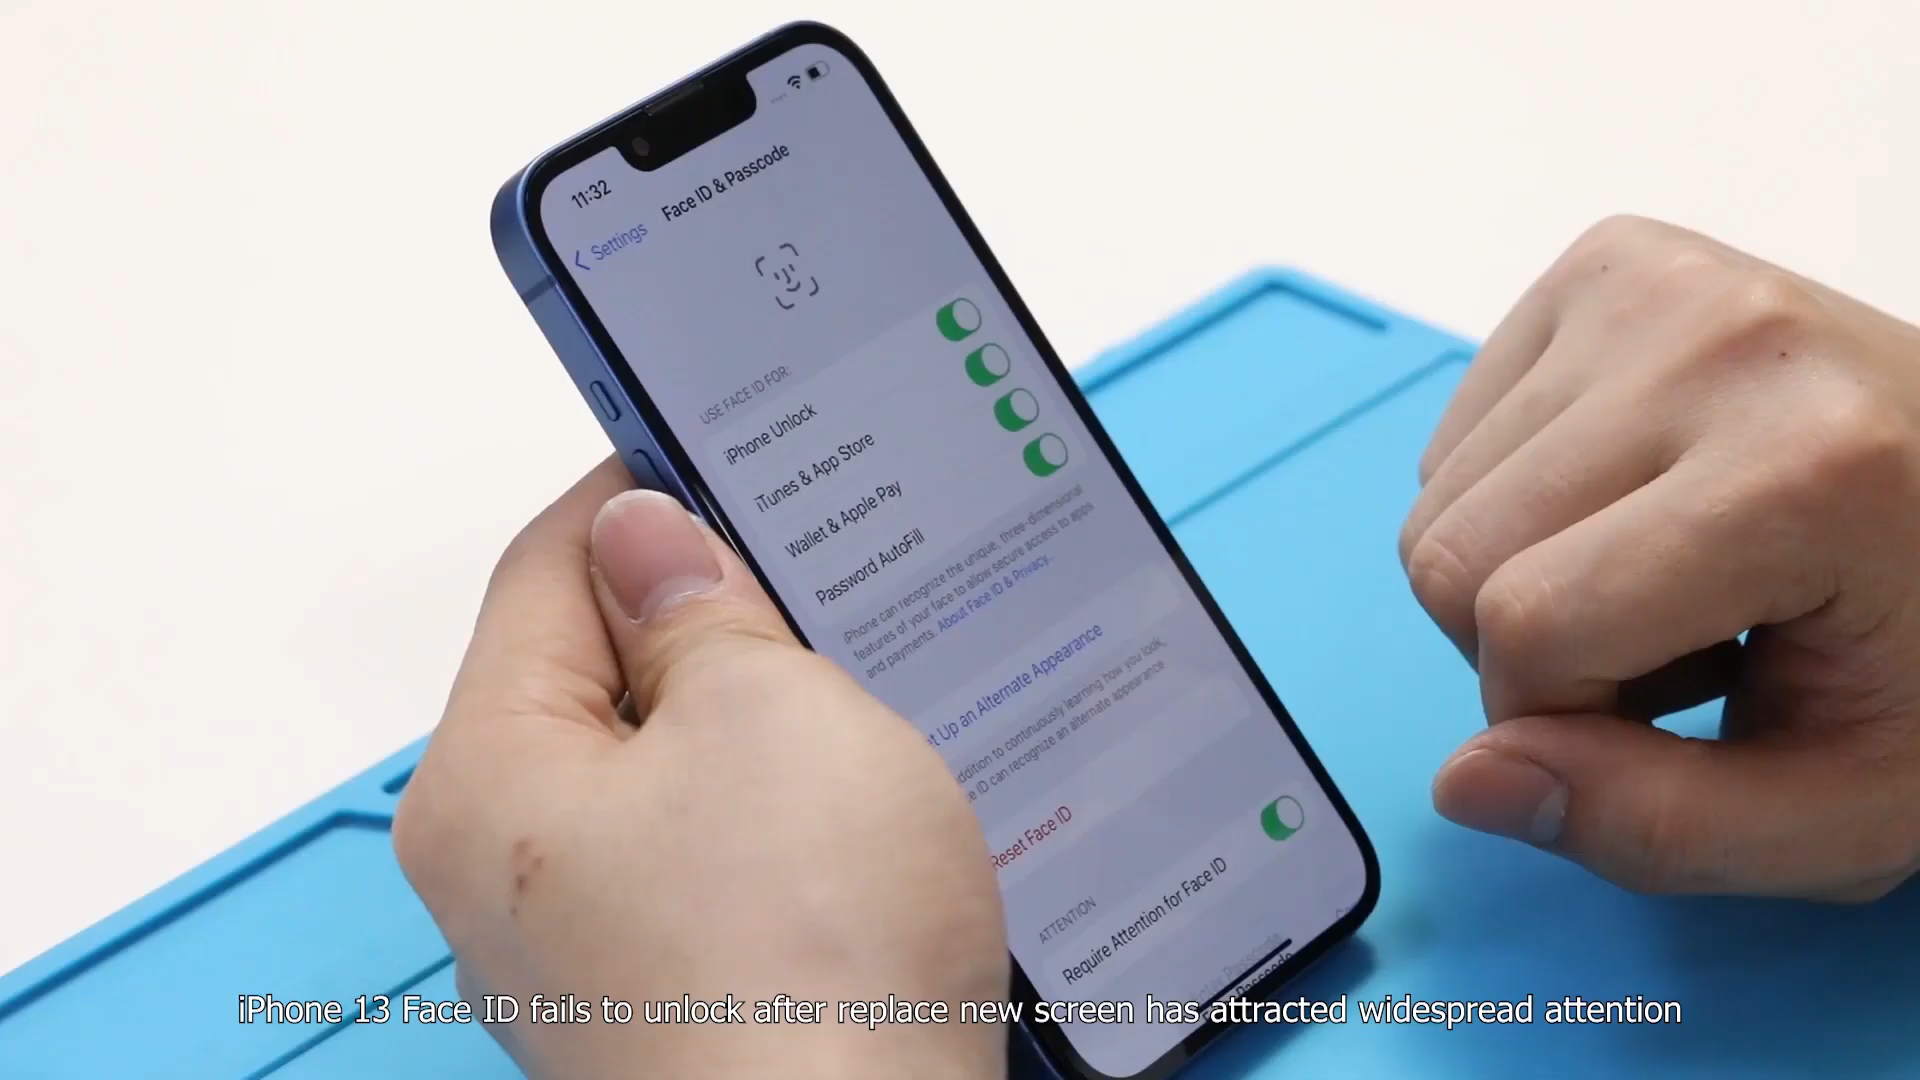 11:32
Settings
Face ID & Passcode
USE FACE ID FOR:
iPhone Unlock
iTunes & App Store
Wallet & Apple Pay
Password AutoFill
iPhone can recognize the unique, three-dimensional
features of your face to allow secure access to apps
and payments. About Face ID & Privacy...
Up an Alternate Appearance
to continuously learning how you look,
ID can recognize an alternate appearance
Reset Face ID
ATTENTION
Require Attention for Face ID
Passcode
iPhone 13 Face ID fails to unlock after replace new screen has attracted widespread attention